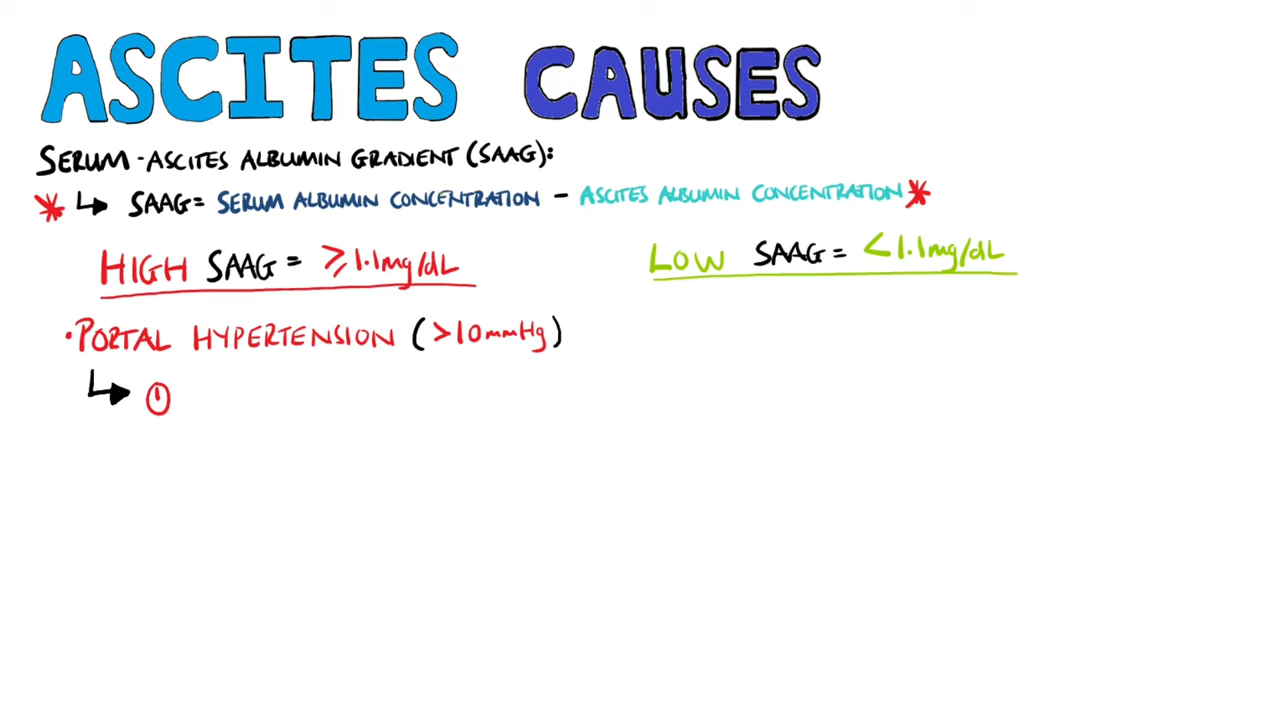 ASCITES CAUSES
SERUM-ASCITES ALBUMIN GRADIENT (SAAG):
* ↳ SAAG= SERUM ALBUMIN CONCENTRATION - ASCITES ALBUMIN CONCENTRATION *
HIGH SAAG = ≥1.1mg/dL
LOW SAAG = <1.1mg/dL
• PORTAL HYPERTENSION (>10mmHg)
↳ ①